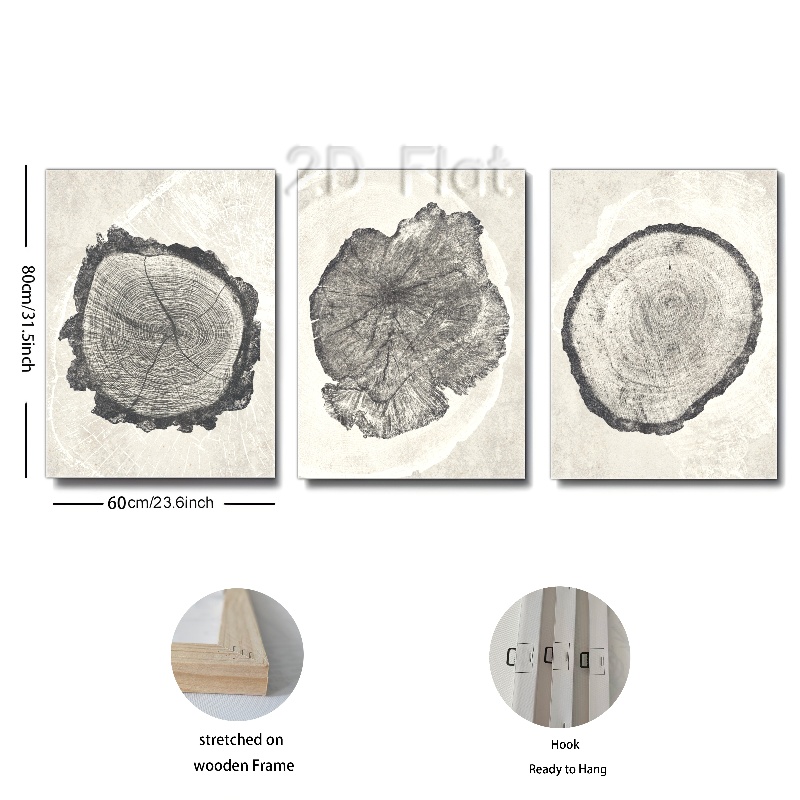 2D Flat
80cm/31.5inch
60cm/23.6inch
stretched on
wooden Frame
Hook
Ready to Hang